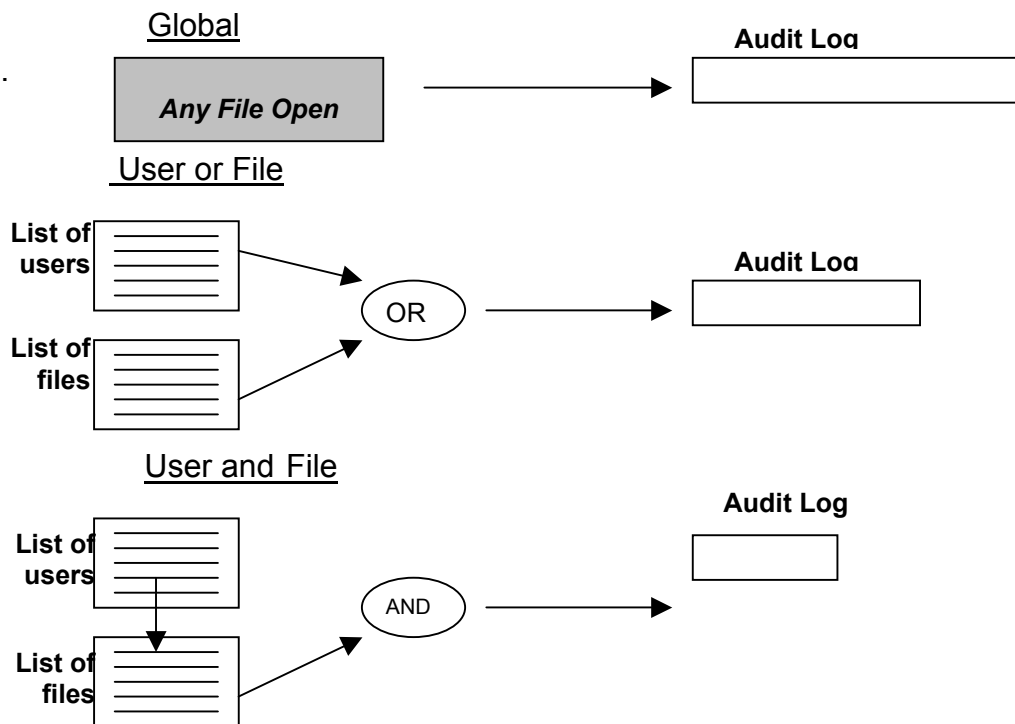 Global
Audit Log
.
Any File Open
User or File
List of
users
Audit Log
OR
List of
files
User and File
Audit Log
List of
users
AND
List of
files